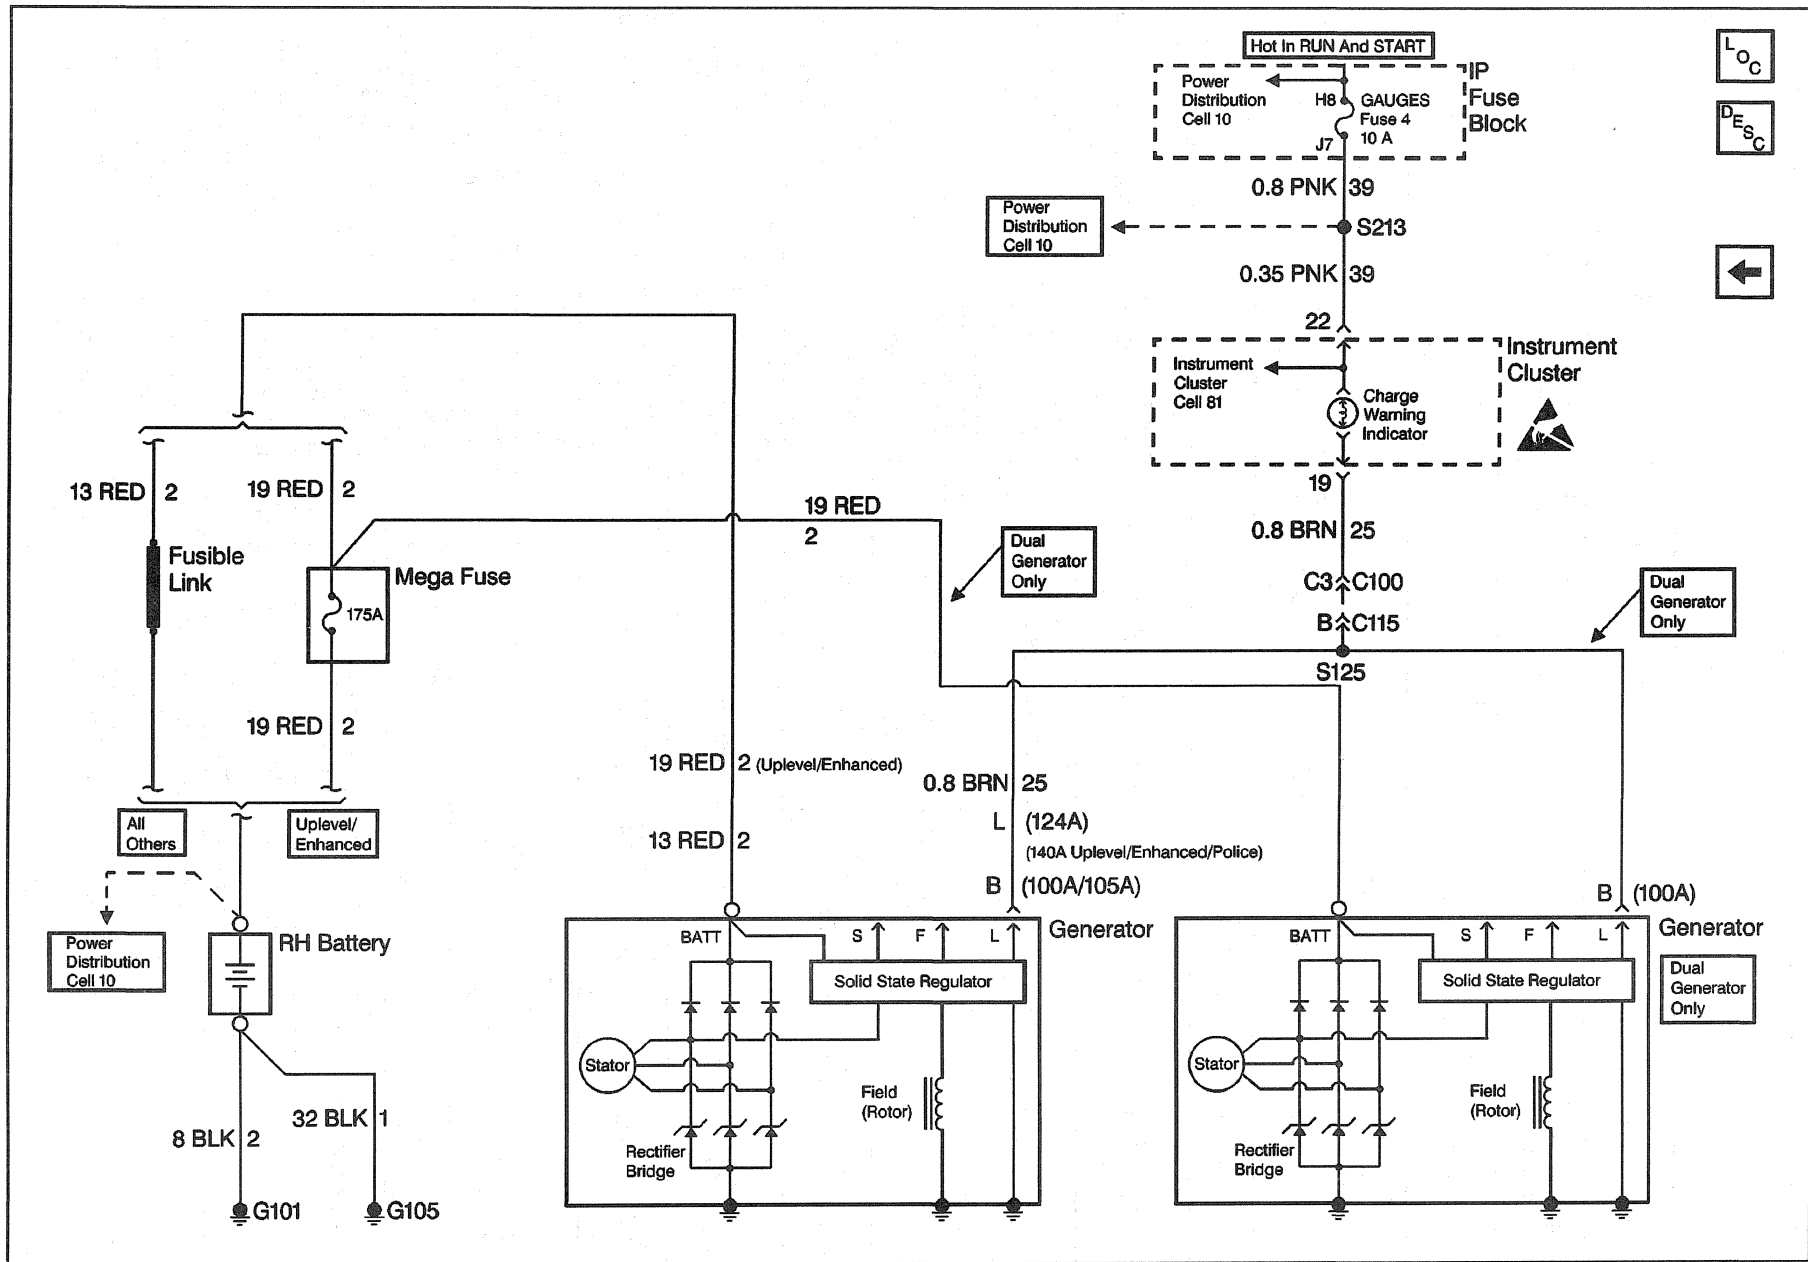 Hot In RUN And START
LOC
DESC
IP
Fuse
Block
Power
Distribution
Cell 10
H8
GAUGES
Fuse 4
10 A
J7
0.8 PNK 39
Power
Distribution
Cell 10
S213
0.35 PNK 39
22
Instrument
Cluster
Instrument
Cluster
Cell 81
Charge
Warning
Indicator
19
0.8 BRN 25
C3 C100
B C115
S125
Dual
Generator
Only
Dual
Generator
Only
13 RED 2
19 RED 2
19 RED
2
Fusible
Link
Mega Fuse
175A
19 RED 2
19 RED 2 (Uplevel/Enhanced)
13 RED 2
0.8 BRN 25
L (124A)
(140A Uplevel/Enhanced/Police)
B (100A/105A)
B (100A)
All
Others
Uplevel/
Enhanced
Power
Distribution
Cell 10
RH Battery
8 BLK 2
32 BLK 1
G101
G105
Generator
BATT
S
F
L
Solid State Regulator
Stator
Field
(Rotor)
Rectifier
Bridge
Generator
Dual
Generator
Only
BATT
S
F
L
Solid State Regulator
Stator
Field
(Rotor)
Rectifier
Bridge